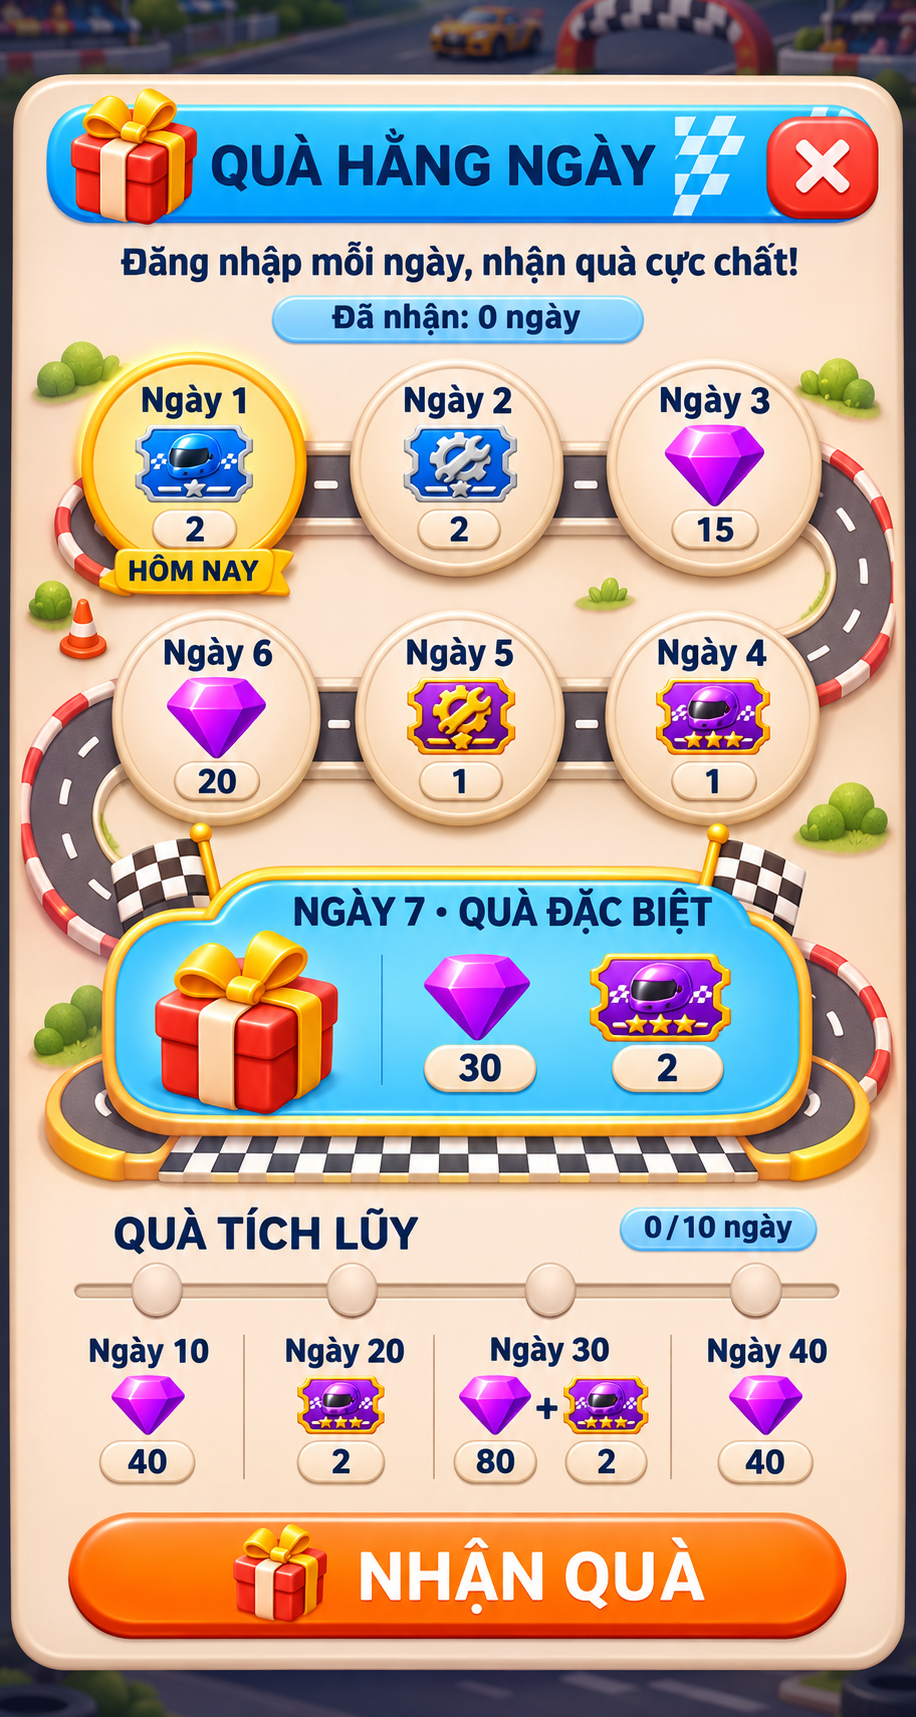 QUÀ HẰNG NGÀY
Đăng nhập mỗi ngày, nhận quà cực chất!
Đã nhận: 0 ngày
Ngày 1
2
HÔM NAY
Ngày 2
2
Ngày 3
15
Ngày 6
20
Ngày 5
1
Ngày 4
1
NGÀY 7 • QUÀ ĐẶC BIỆT
30
2
QUÀ TÍCH LŨY
0/10 ngày
Ngày 10
40
Ngày 20
2
Ngày 30
+
80
2
Ngày 40
40
NHẬN QUÀ